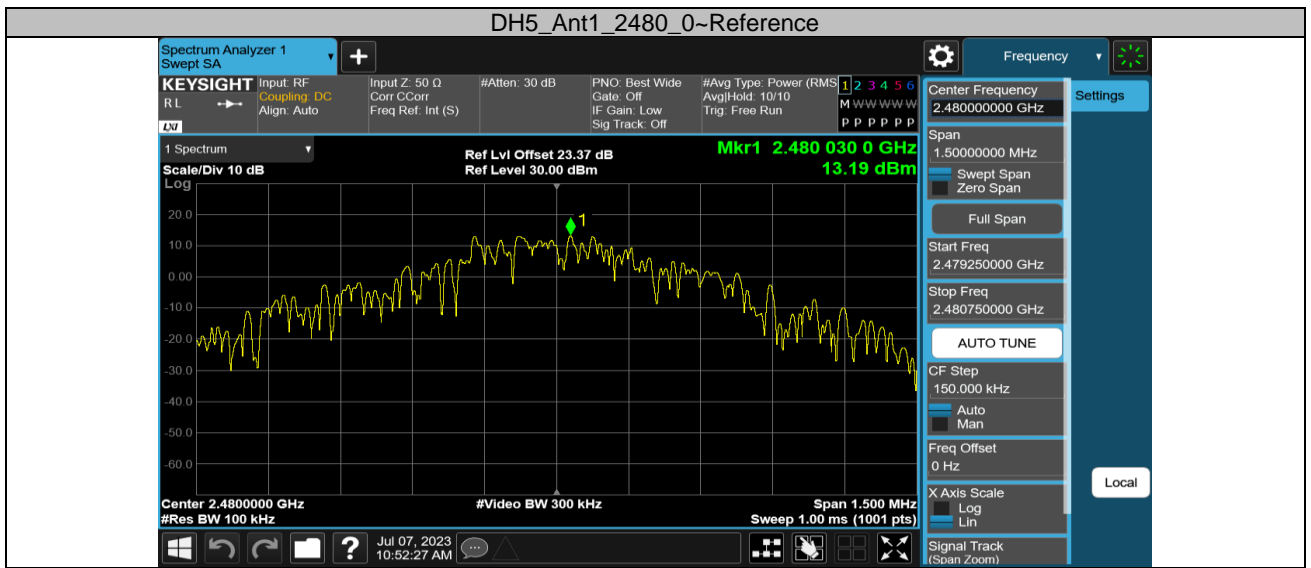 DH5_Ant1_2480_0~Reference
Spectrum Analyzer 1
Swept SA
Frequency
KEYSIGHT
R L
LXI
Input: RF
Coupling: DC
Align: Auto
Input Z: 50 Ω
Corr CCorr
Freq Ref: Int (S)
#Atten: 30 dB
PNO: Best Wide
Gate: Off
IF Gain: Low
Sig Track: Off
#Avg Type: Power (RMS
Avg|Hold: 10/10
Trig: Free Run
1 2 3 4 5 6
M W W W W W
P P P P P P
1 Spectrum
Scale/Div 10 dB
Log
Ref Lvl Offset 23.37 dB
Ref Level 30.00 dBm
Mkr1 2.480 030 0 GHz
13.19 dBm
1
20.0
10.0
0.00
-10.0
-20.0
-30.0
-40.0
-50.0
-60.0
Center 2.4800000 GHz
#Res BW 100 kHz
#Video BW 300 kHz
Span 1.500 MHz
Sweep 1.00 ms (1001 pts)
Center Frequency
2.480000000 GHz
Settings
Span
1.50000000 MHz
Swept Span
Zero Span
Full Span
Start Freq
2.479250000 GHz
Stop Freq
2.480750000 GHz
AUTO TUNE
CF Step
150.000 kHz
Auto
Man
Freq Offset
0 Hz
X Axis Scale
Log
Lin
Local
Signal Track
(Span Zoom)
?
Jul 07, 2023
10:52:27 AM